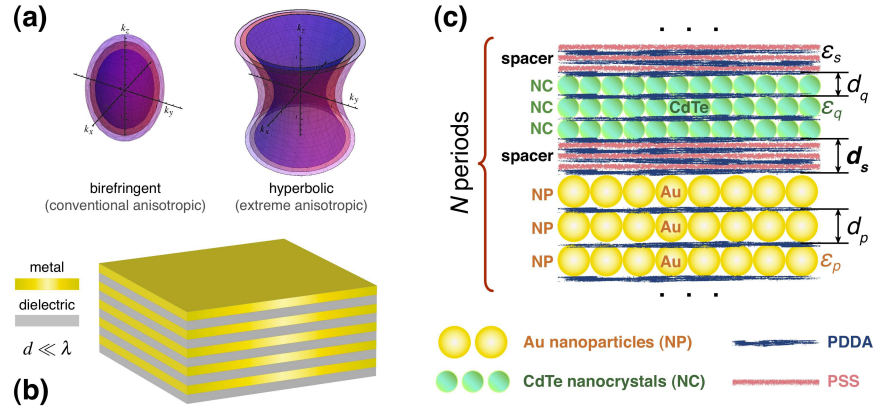 (a)
k_z
k_y
k_x
birefringent
(conventional anisotropic)
k_z
k_y
k_x
hyperbolic
(extreme anisotropic)
metal
dielectric
d ≪ λ
(b)
(c)
. . .
N periods
spacer
ε_s
NC
d_q
NC
CdTe
ε_q
NC
spacer
d_s
NP
Au
NP
Au
d_p
NP
Au
ε_p
. . .
Au nanoparticles (NP)
PDDA
CdTe nanocrystals (NC)
PSS